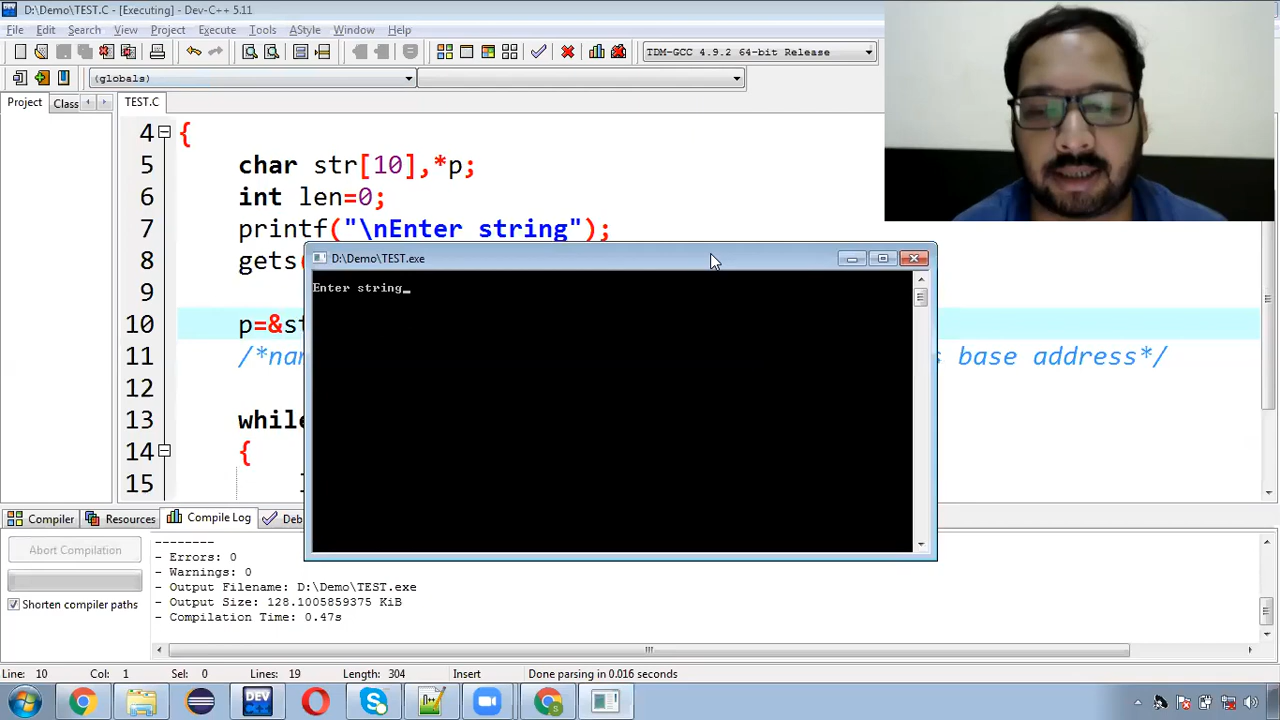 D:\Demo\TEST.C - [Executing] - Dev-C++ 5.11
File Edit Search View Project Execute Tools AStyle Window Help
TDM-GCC 4.9.2 64-bit Release
(globals)
Project Class TEST.C
4 {
5 char str[10],*p;
6 int len=0;
7 printf("\nEnter string");
8 gets(
9
10 p=&s
11 /*na base address*/
12
13 while
14 {
15
D:\Demo\TEST.exe
Enter string_
Compiler Resources Compile Log Deb
--------
- Errors: 0
- Warnings: 0
- Output Filename: D:\Demo\TEST.exe
- Output Size: 128.1005859375 KiB
- Compilation Time: 0.47s
Abort Compilation
Shorten compiler paths
Line: 10 Col: 1 Sel: 0 Lines: 19 Length: 304 Insert Done parsing in 0.016 seconds
DEV C++